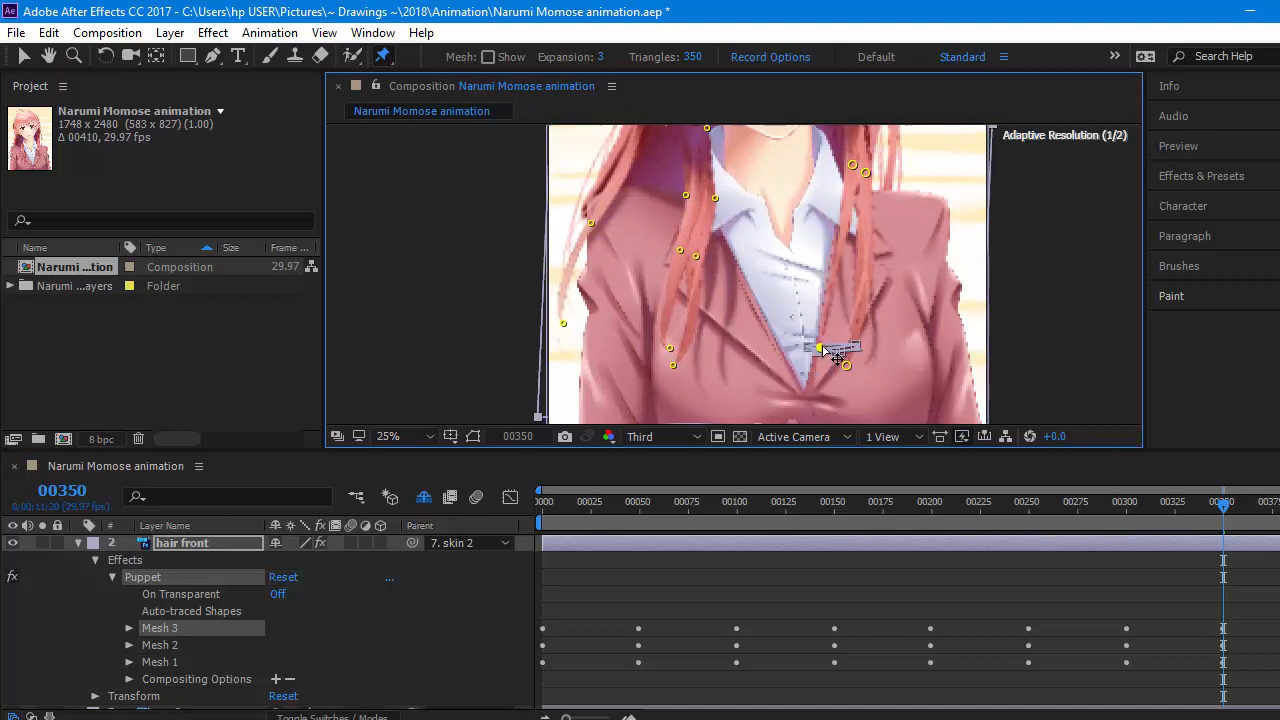 Adobe After Effects CC 2017 - C:\Users\hp USER\Pictures\~ Drawings ~\2018\Animation\Narumi Momose animation.aep *
File Edit Composition Layer Effect Animation View Window Help
Mesh: Show Expansion: 3 Triangles: 350 Record Options Default Standard Search Help
Project
Narumi Momose animation
1748 x 2480 (583 x 827) (1.00)
Δ 00410, 29.97 fps
Name Type Size Frame ...
Narumi ...tion Composition 29.97
Narumi ...ayers Folder
8 bpc
Composition Narumi Momose animation
Narumi Momose animation
Adaptive Resolution (1/2)
25% 00350 Third Active Camera 1 View +0.0
Info
Audio
Preview
Effects & Presets
Character
Paragraph
Brushes
Paint
Narumi Momose animation
00350
0;00;11;20 (29.97 fps)
# Layer Name Parent
2 hair front 7. skin 2
Effects
Puppet Reset ...
On Transparent Off
Auto-traced Shapes
Mesh 3
Mesh 2
Mesh 1
Compositing Options
Transform Reset
Toggle Switches / Modes
00025 00050 00075 00100 00125 00150 00175 00200 00225 00250 00275 00300 00325